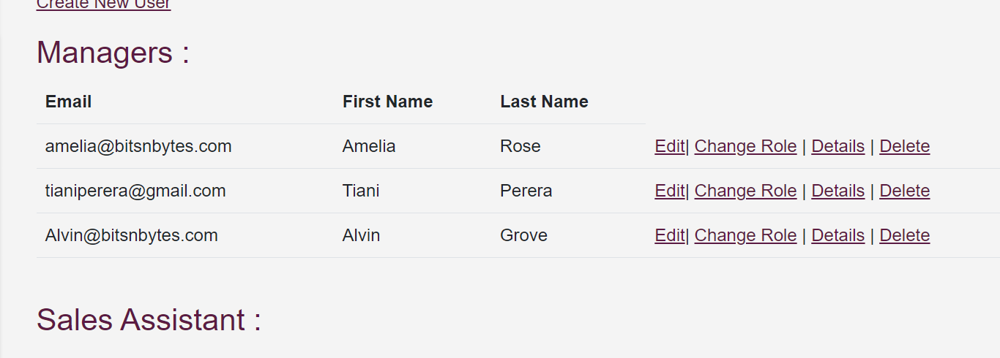 Create New User
Managers :
Email First Name Last Name
amelia@bitsnbytes.com Amelia Rose Edit| Change Role | Details | Delete
tianiperera@gmail.com Tiani Perera Edit| Change Role | Details | Delete
Alvin@bitsnbytes.com Alvin Grove Edit| Change Role | Details | Delete
Sales Assistant :